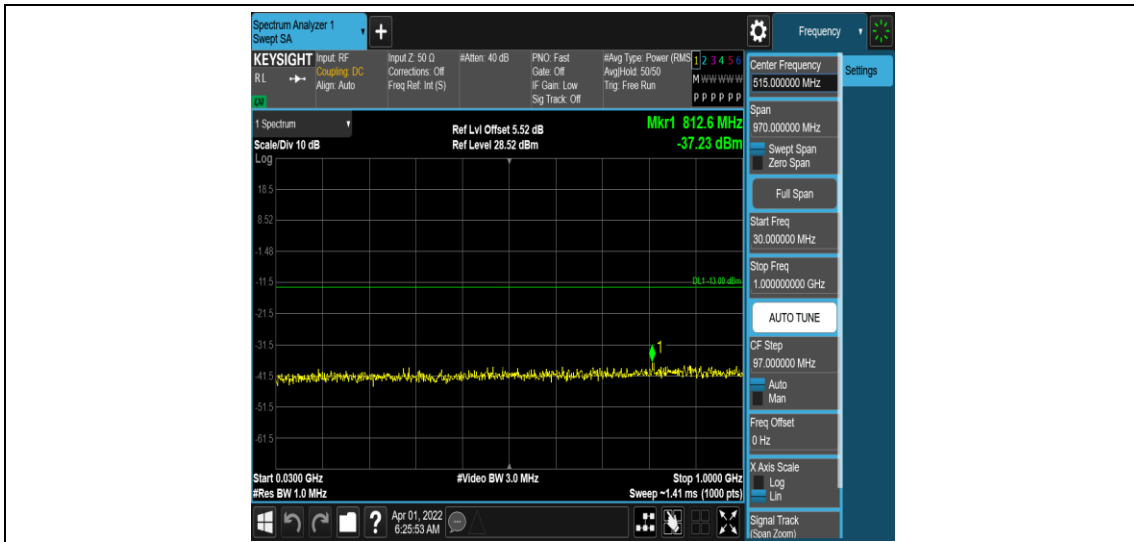 Spectrum Analyzer 1
Swept SA
+
Frequency
KEYSIGHT
RL
LXI
Input: RF
Coupling: DC
Align: Auto
Input Z: 50 Ω
Corrections: Off
Freq Ref: Int (S)
#Atten: 40 dB
PNO: Fast
Gate: Off
IF Gain: Low
Sig Track: Off
#Avg Type: Power (RMS
Avg|Hold: 50/50
Trig: Free Run
1 2 3 4 5 6
M W W W W W
P P P P P P
Center Frequency
515.000000 MHz
Settings
1 Spectrum
Scale/Div 10 dB
Log
Ref Lvl Offset 5.52 dB
Ref Level 28.52 dBm
Mkr1 812.6 MHz
-37.23 dBm
18.5
8.52
-1.48
-11.5
-21.5
-31.5
-41.5
-51.5
-61.5
DL1 -13.00 dBm
1
Start 0.0300 GHz
#Res BW 1.0 MHz
#Video BW 3.0 MHz
Stop 1.0000 GHz
Sweep ~1.41 ms (1000 pts)
Span
970.000000 MHz
Swept Span
Zero Span
Full Span
Start Freq
30.000000 MHz
Stop Freq
1.000000000 GHz
AUTO TUNE
CF Step
97.000000 MHz
Auto
Man
Freq Offset
0 Hz
X Axis Scale
Log
Lin
Signal Track
(Span Zoom)
?
Apr 01, 2022
6:25:53 AM